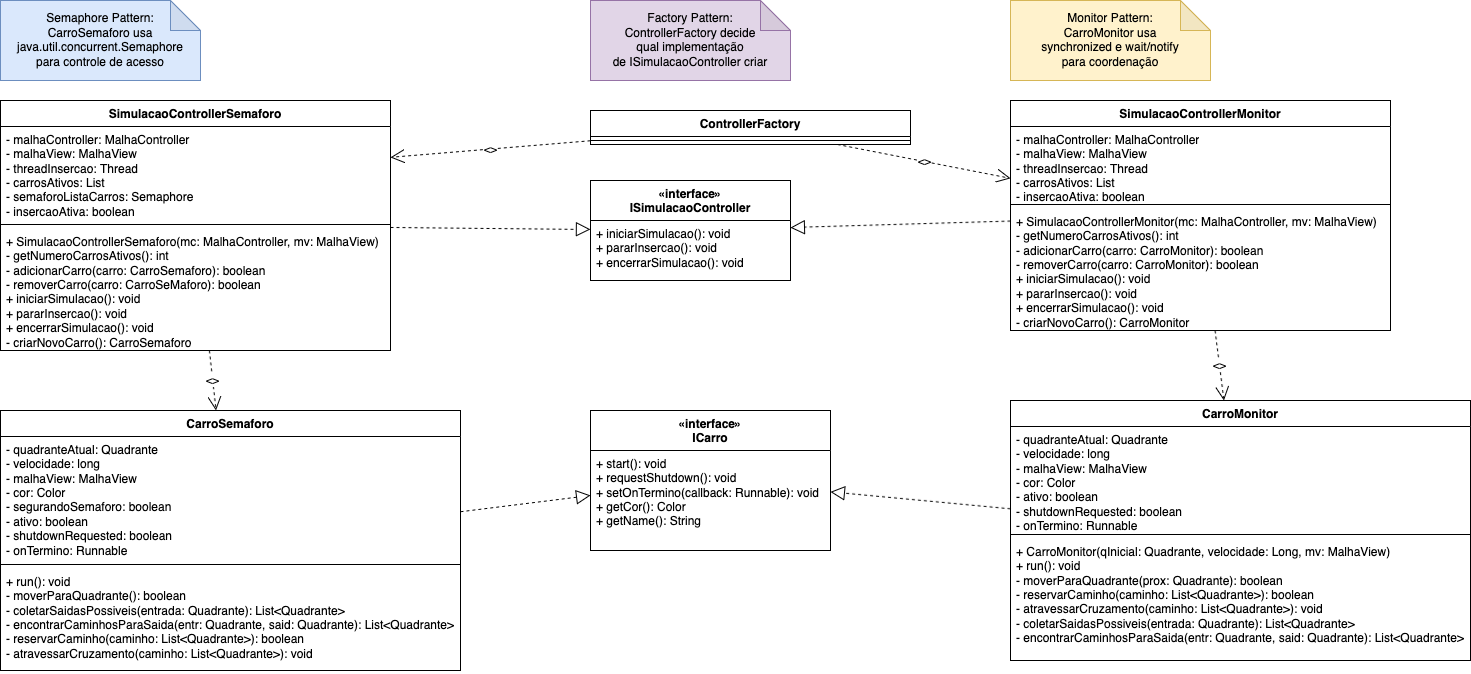 Semaphore Pattern:
CarroSemaforo usa
java.util.concurrent.Semaphore
para controle de acesso
Factory Pattern:
ControllerFactory decide
qual implementação
de ISimulacaoController criar
Monitor Pattern:
CarroMonitor usa
synchronized e wait/notify
para coordenação
SimulacaoControllerSemaforo
- malhaController: MalhaController
- malhaView: MalhaView
- threadInsercao: Thread
- carrosAtivos: List
- semaforoListaCarros: Semaphore
- insercaoAtiva: boolean
+ SimulacaoControllerSemaforo(mc: MalhaController, mv: MalhaView)
- getNumeroCarrosAtivos(): int
- adicionarCarro(carro: CarroSemaforo): boolean
- removerCarro(carro: CarroSeMaforo): boolean
+ iniciarSimulacao(): void
+ pararInsercao(): void
+ encerrarSimulacao(): void
- criarNovoCarro(): CarroSemaforo
ControllerFactory
«interface»
ISimulacaoController
+ iniciarSimulacao(): void
+ pararInsercao(): void
+ encerrarSimulacao(): void
SimulacaoControllerMonitor
- malhaController: MalhaController
- malhaView: MalhaView
- threadInsercao: Thread
- carrosAtivos: List
- insercaoAtiva: boolean
+ SimulacaoControllerMonitor(mc: MalhaController, mv: MalhaView)
- getNumeroCarrosAtivos(): int
- adicionarCarro(carro: CarroMonitor): boolean
- removerCarro(carro: CarroMonitor): boolean
+ iniciarSimulacao(): void
+ pararInsercao(): void
+ encerrarSimulacao(): void
- criarNovoCarro(): CarroMonitor
CarroSemaforo
- quadranteAtual: Quadrante
- velocidade: long
- malhaView: MalhaView
- cor: Color
- segurandoSemaforo: boolean
- ativo: boolean
- shutdownRequested: boolean
- onTermino: Runnable
+ run(): void
- moverParaQuadrante(): boolean
- coletarSaidasPossiveis(entrada: Quadrante): List<Quadrante>
- encontrarCaminhosParaSaida(entr: Quadrante, said: Quadrante): List<Quadrante>
- reservarCaminho(caminho: List<Quadrante>): boolean
- atravessarCruzamento(caminho: List<Quadrante>): void
«interface»
ICarro
+ start(): void
+ requestShutdown(): void
+ setOnTermino(callback: Runnable): void
+ getCor(): Color
+ getName(): String
CarroMonitor
- quadranteAtual: Quadrante
- velocidade: long
- malhaView: MalhaView
- cor: Color
- ativo: boolean
- shutdownRequested: boolean
- onTermino: Runnable
+ CarroMonitor(qInicial: Quadrante, velocidade: Long, mv: MalhaView)
+ run(): void
- moverParaQuadrante(prox: Quadrante): boolean
- reservarCaminho(caminho: List<Quadrante>): boolean
- atravessarCruzamento(caminho: List<Quadrante>): void
- coletarSaidasPossiveis(entrada: Quadrante): List<Quadrante>
- encontrarCaminhosParaSaida(entr: Quadrante, said: Quadrante): List<Quadrante>